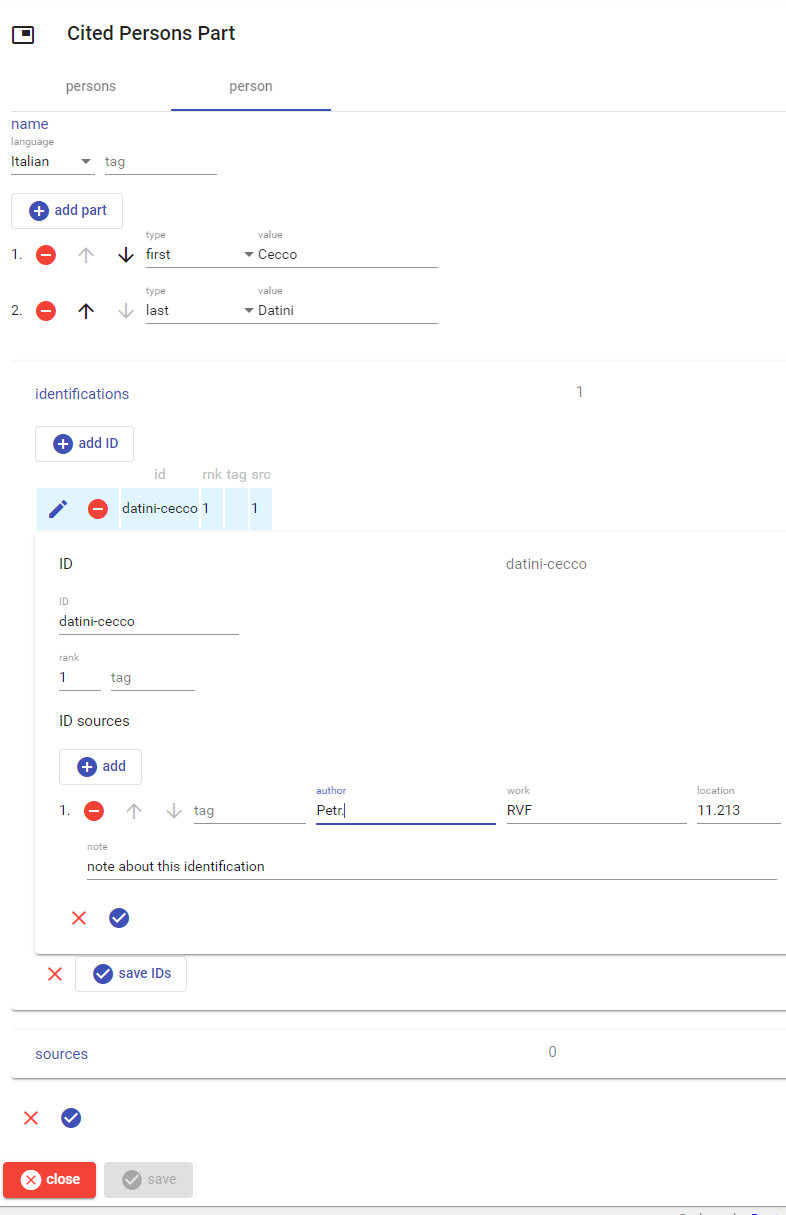 Cited Persons Part
persons person
name
language
Italian tag
add part
type value
1. first Cecco
type value
2. last Datini
identifications 1
add ID
id rnk tag src
datini-cecco 1 1
ID datini-cecco
ID
datini-cecco
rank
1 tag
ID sources
add
author work location
1. tag Petr. RVF 11.213
note
note about this identification
save IDs
sources 0
close save